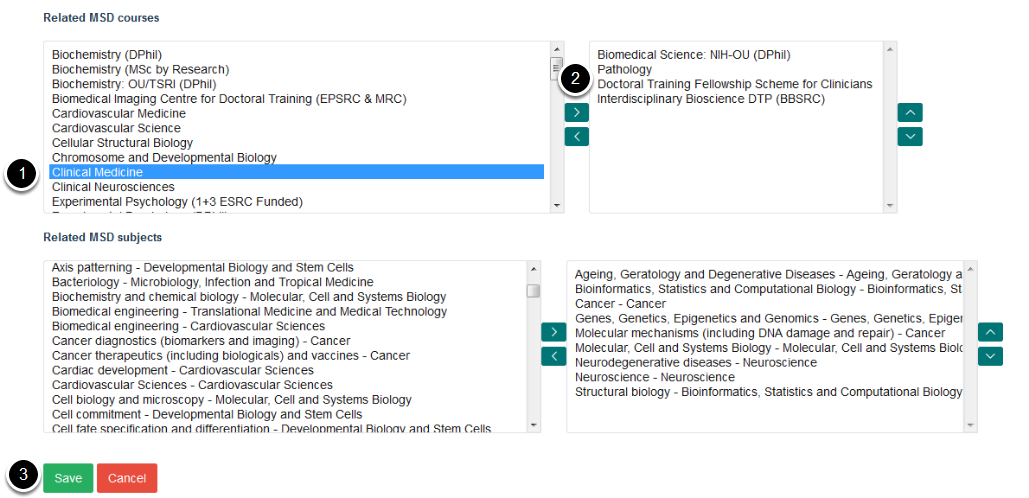 Related MSD courses
Biochemistry (DPhil)
Biochemistry (MSc by Research)
Biochemistry: OU/TSRI (DPhil)
Biomedical Imaging Centre for Doctoral Training (EPSRC & MRC)
Cardiovascular Medicine
Cardiovascular Science
Cellular Structural Biology
Chromosome and Developmental Biology
1
Clinical Medicine
Clinical Neurosciences
Experimental Psychology (1+3 ESRC Funded)
2
Biomedical Science: NIH-OU (DPhil)
Pathology
Doctoral Training Fellowship Scheme for Clinicians
Interdisciplinary Bioscience DTP (BBSRC)
Related MSD subjects
Axis patterning - Developmental Biology and Stem Cells
Bacteriology - Microbiology, Infection and Tropical Medicine
Biochemistry and chemical biology - Molecular, Cell and Systems Biology
Biomedical engineering - Translational Medicine and Medical Technology
Biomedical engineering - Cardiovascular Sciences
Cancer diagnostics (biomarkers and imaging) - Cancer
Cancer therapeutics (including biologicals) and vaccines - Cancer
Cardiac development - Cardiovascular Sciences
Cardiovascular Sciences - Cardiovascular Sciences
Cell biology and microscopy - Molecular, Cell and Systems Biology
Cell commitment - Developmental Biology and Stem Cells
Cell fate specification and differentiation - Developmental Biology and Stem Cells
Ageing, Geratology and Degenerative Diseases - Ageing, Geratology a
Bioinformatics, Statistics and Computational Biology - Bioinformatics, St
Cancer - Cancer
Genes, Genetics, Epigenetics and Genomics - Genes, Genetics, Epiger
Molecular mechanisms (including DNA damage and repair) - Cancer
Molecular, Cell and Systems Biology - Molecular, Cell and Systems Biolo
Neurodegenerative diseases - Neuroscience
Neuroscience - Neuroscience
Structural biology - Bioinformatics, Statistics and Computational Biology
3
Save
Cancel